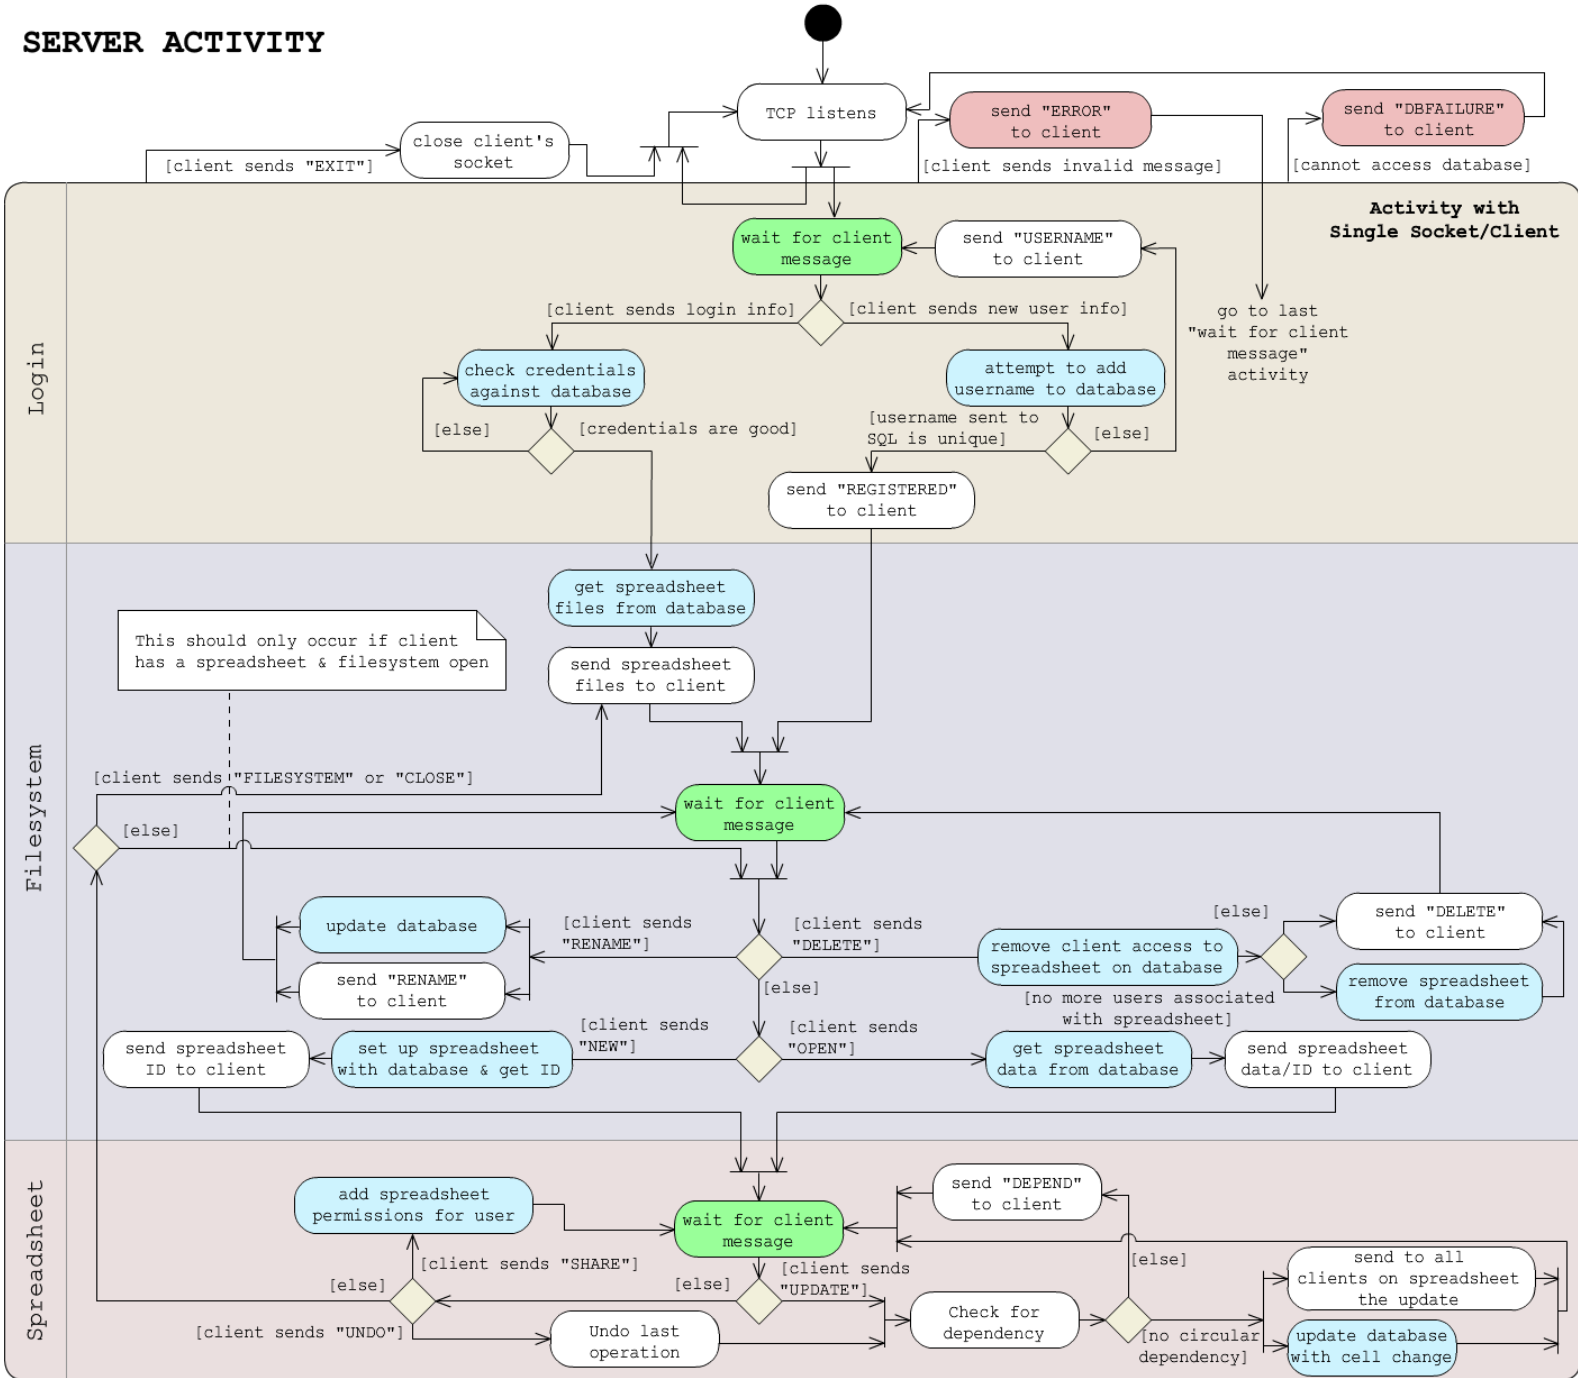 SERVER ACTIVITY
TCP listens
send "ERROR"
to client
send "DBFAILURE"
to client
close client's
socket
[client sends "EXIT"]
[client sends invalid message]
[cannot access database]
Activity with
Single Socket/Client
Login
wait for client
message
send "USERNAME"
to client
[client sends login info]
[client sends new user info]
go to last
"wait for client
message"
activity
check credentials
against database
attempt to add
username to database
[else]
[credentials are good]
[username sent to
SQL is unique]
[else]
send "REGISTERED"
to client
Filesystem
get spreadsheet
files from database
This should only occur if client
has a spreadsheet & filesystem open
send spreadsheet
files to client
[client sends "FILESYSTEM" or "CLOSE"]
wait for client
message
[else]
update database
[client sends
"RENAME"]
[client sends
"DELETE"]
[else]
send "DELETE"
to client
remove client access to
spreadsheet on database
send "RENAME"
to client
[else]
remove spreadsheet
from database
[no more users associated
with spreadsheet]
send spreadsheet
ID to client
set up spreadsheet
with database & get ID
[client sends
"NEW"]
[client sends
"OPEN"]
get spreadsheet
data from database
send spreadsheet
data/ID to client
Spreadsheet
add spreadsheet
permissions for user
wait for client
message
send "DEPEND"
to client
[client sends "SHARE"]
[else]
[else]
[client sends
"UPDATE"]
[else]
send to all
clients on spreadsheet
the update
[client sends "UNDO"]
Undo last
operation
Check for
dependency
[no circular
dependency]
update database
with cell change